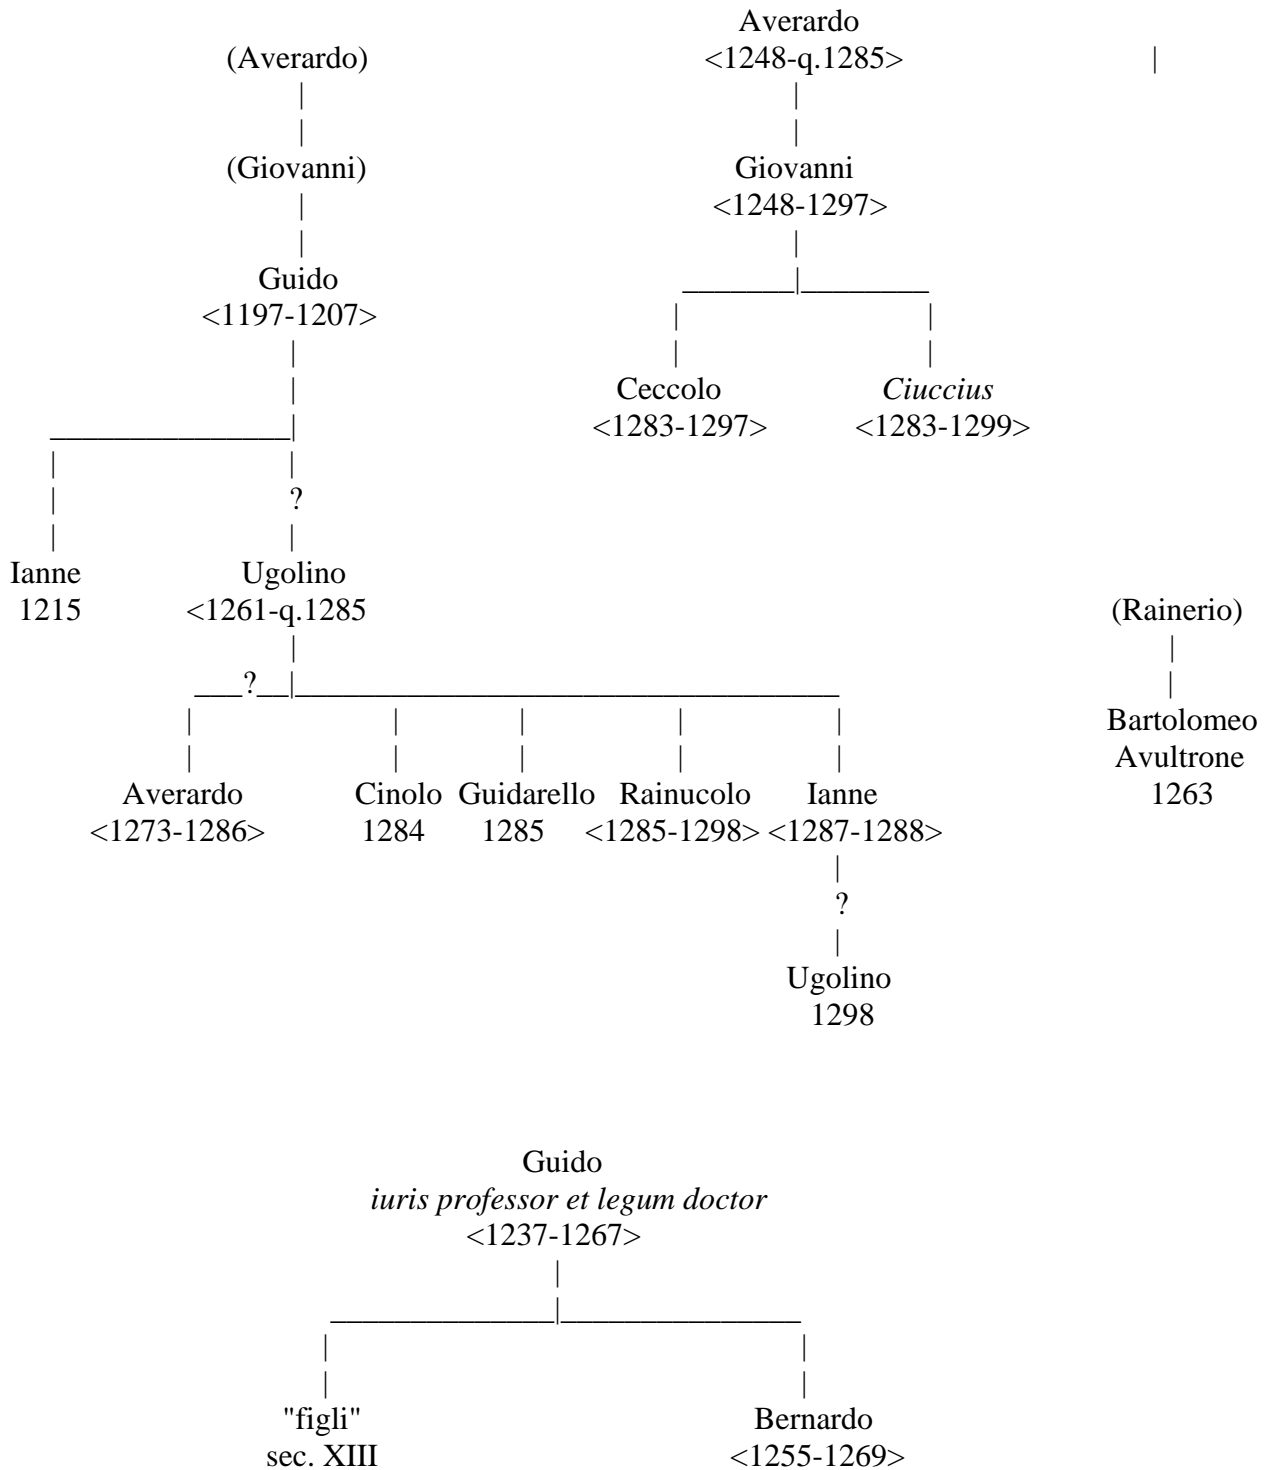 Averardo
(Averardo) <1248-q.1285>
(Giovanni) Giovanni
<1248-1297>
Guido
<1197-1207>
Ceccolo Ciuccius
<1283-1297> <1283-1299>
?
Ianne Ugolino
1215 <1261-q.1285 (Rainerio)
?
Bartolomeo
Avultrone
Averardo Cinolo Guidarello Rainucolo Ianne 1263
<1273-1286> 1284 1285 <1285-1298> <1287-1288>
?
Ugolino
1298
Guido
iuris professor et legum doctor
<1237-1267>
"figli" Bernardo
sec. XIII <1255-1269>